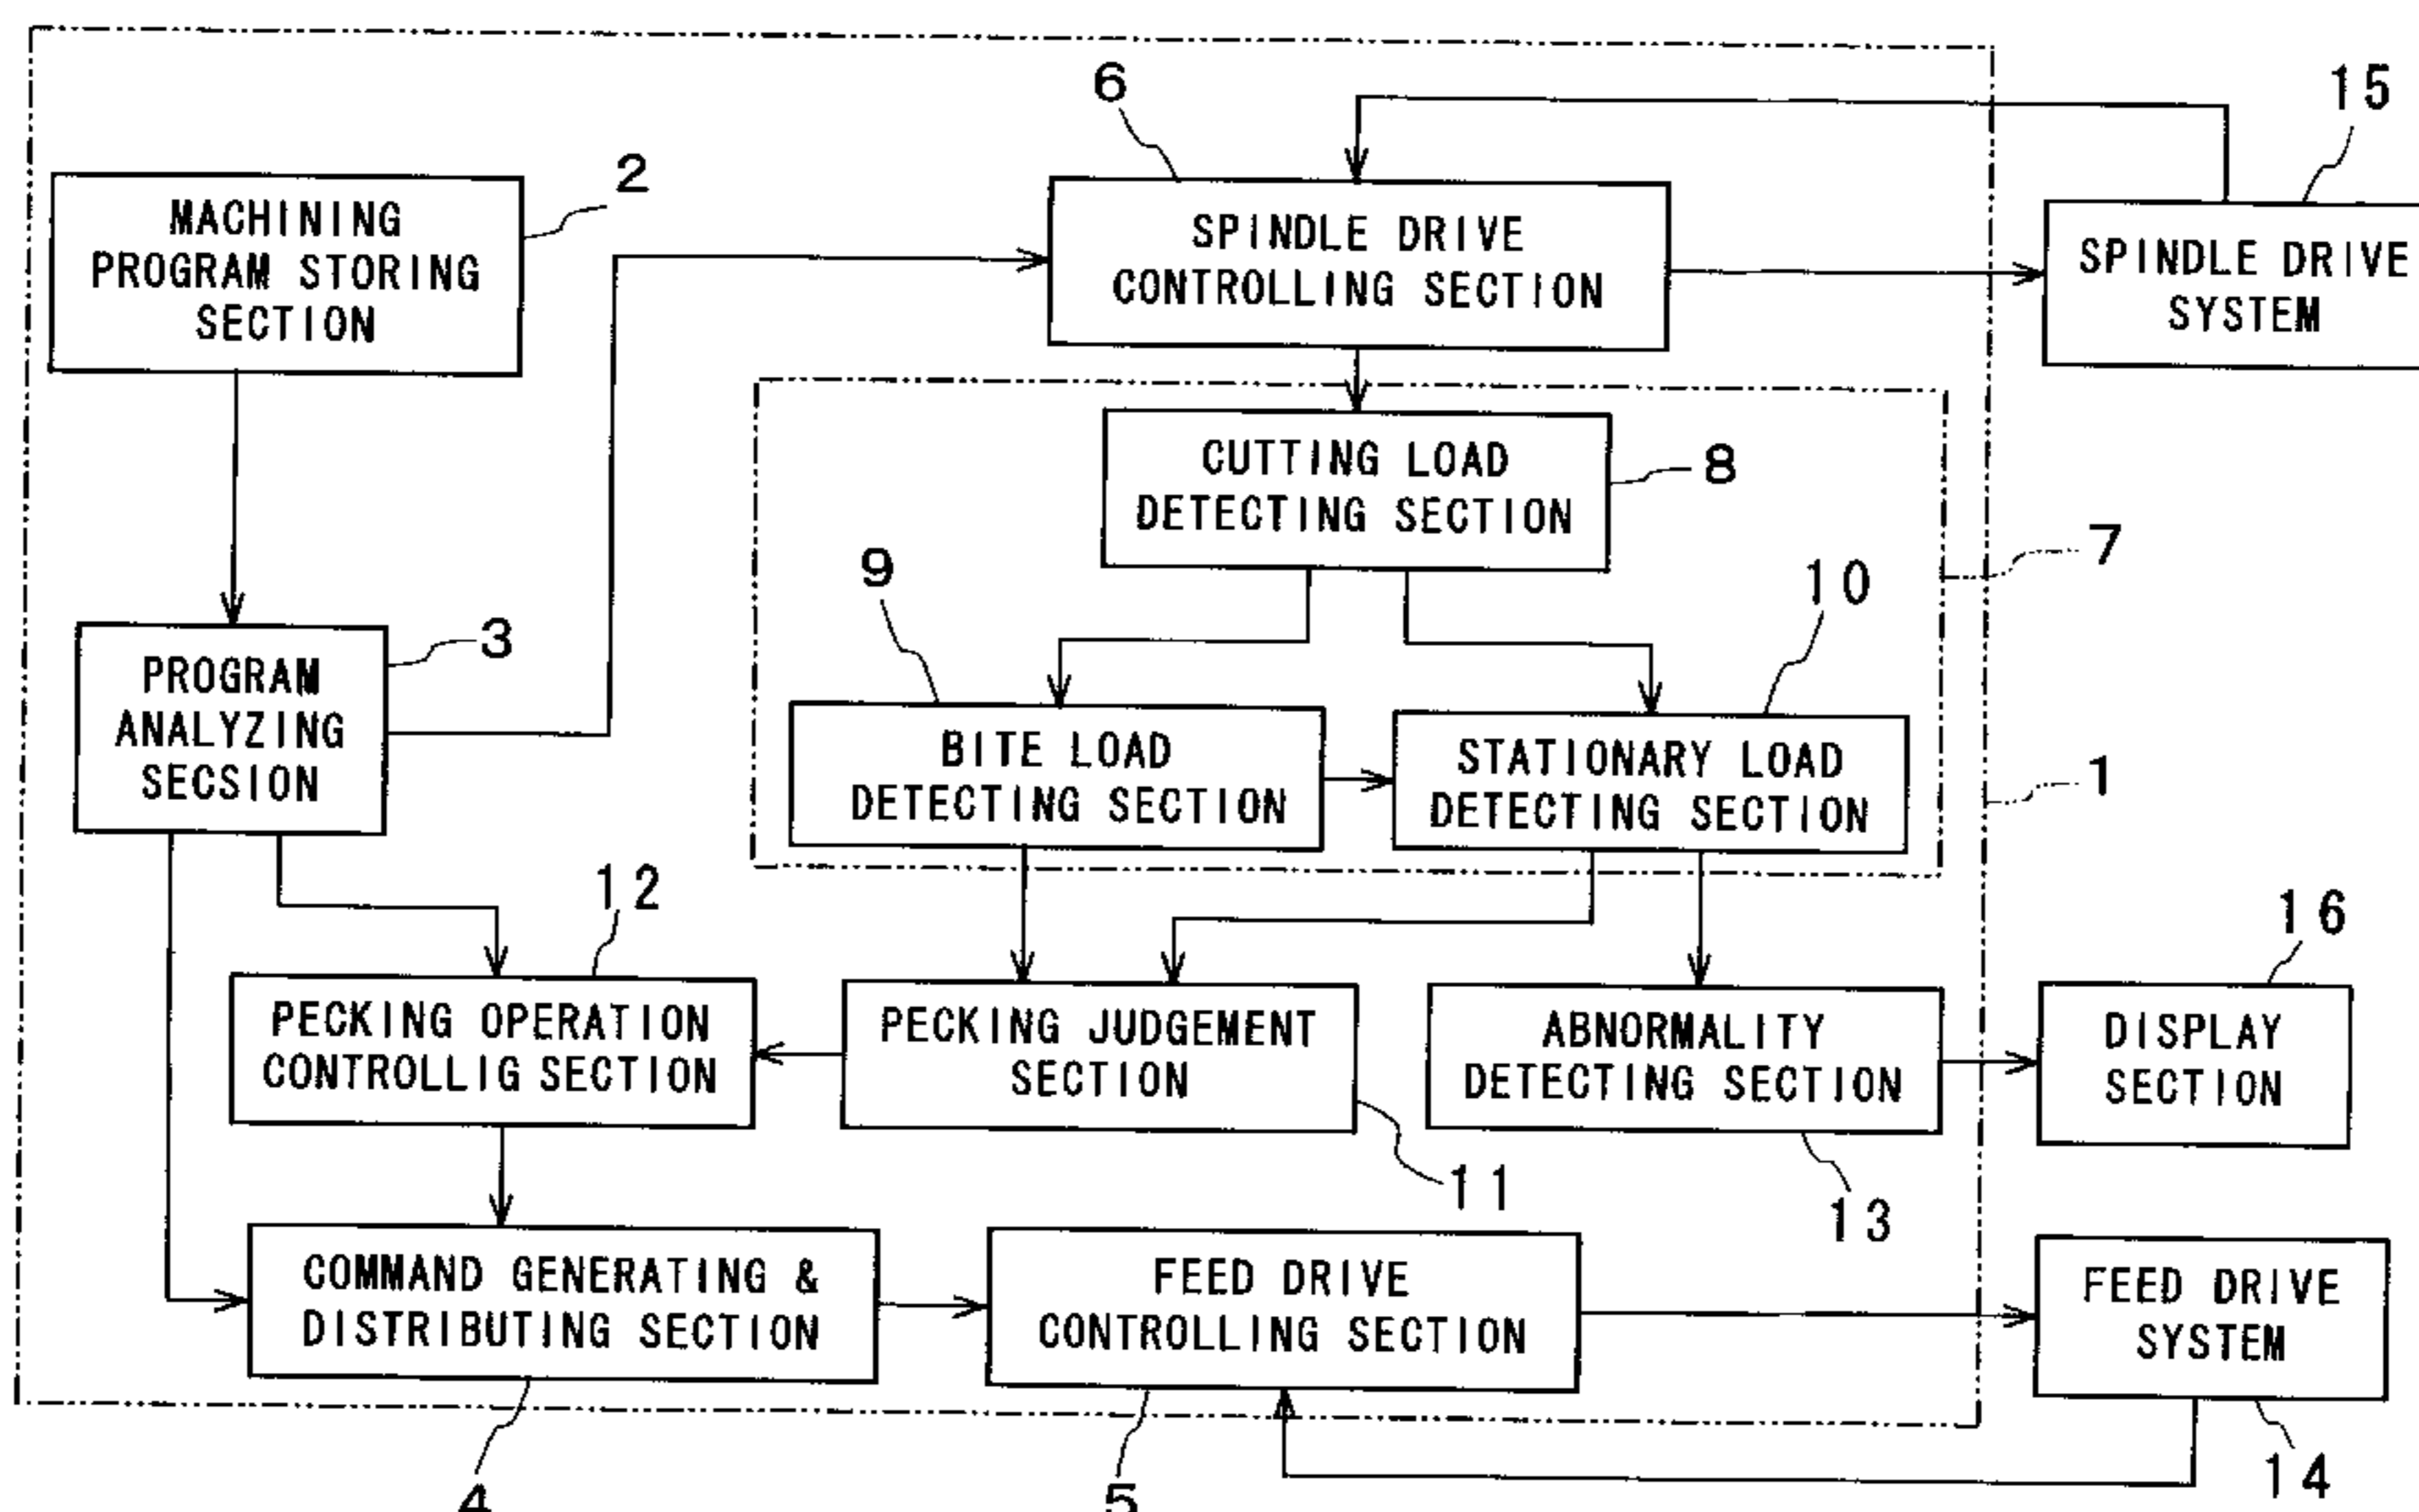 6
15
2
MACHINING
PROGRAM STORING
SECTION
SPINDLE DRIVE
CONTROLLING SECTION
SPINDLE DRIVE
SYSTEM
CUTTING LOAD
DETECTING SECTION
8
7
9
10
3
PROGRAM
ANALYZING
SECSION
BITE LOAD
DETECTING SECTION
STATIONARY LOAD
DETECTING SECTION
1
12
16
PECKING OPERATION
CONTROLLIG SECTION
PECKING JUDGEMENT
SECTION
ABNORMALITY
DETECTING SECTION
DISPLAY
SECTION
11
13
COMMAND GENERATING &
DISTRIBUTING SECTION
FEED DRIVE
CONTROLLING SECTION
FEED DRIVE
SYSTEM
4
5
14